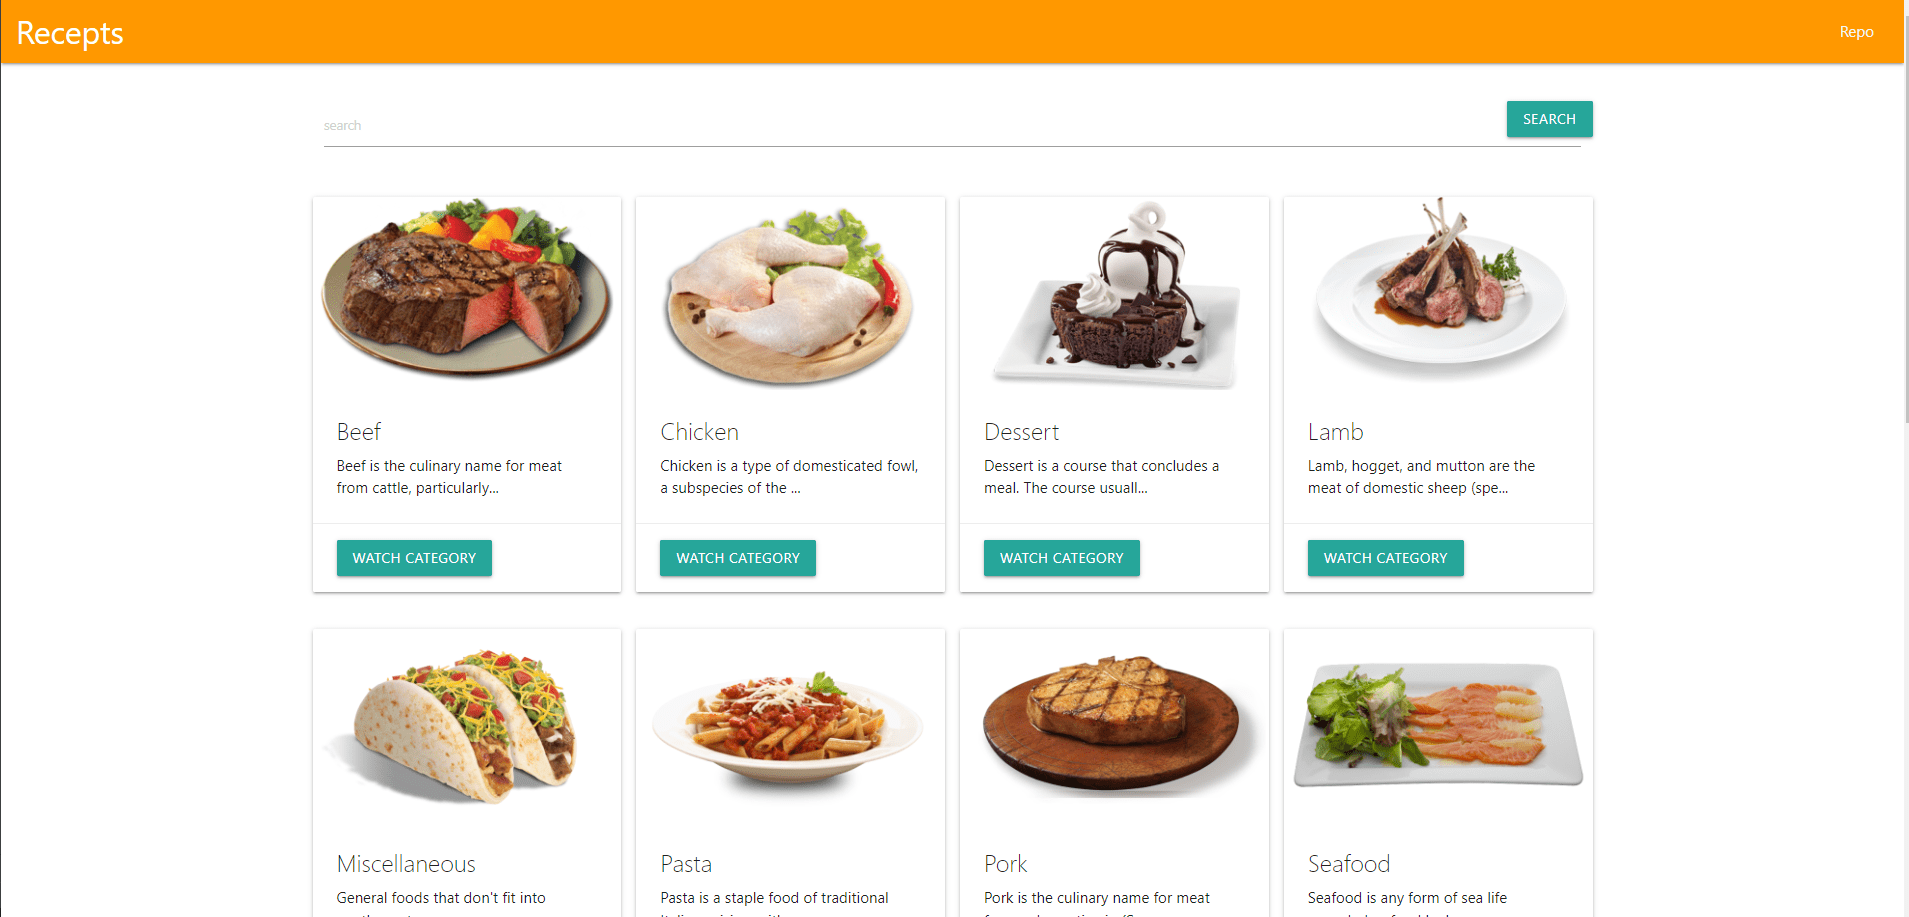 Recepts
Repo
search
SEARCH
Beef
Beef is the culinary name for meat
from cattle, particularly...
WATCH CATEGORY
Chicken
Chicken is a type of domesticated fowl,
a subspecies of the ...
WATCH CATEGORY
Dessert
Dessert is a course that concludes a
meal. The course usuall...
WATCH CATEGORY
Lamb
Lamb, hogget, and mutton are the
meat of domestic sheep (spe...
WATCH CATEGORY
Miscellaneous
General foods that don't fit into
Pasta
Pasta is a staple food of traditional
Pork
Pork is the culinary name for meat
Seafood
Seafood is any form of sea life